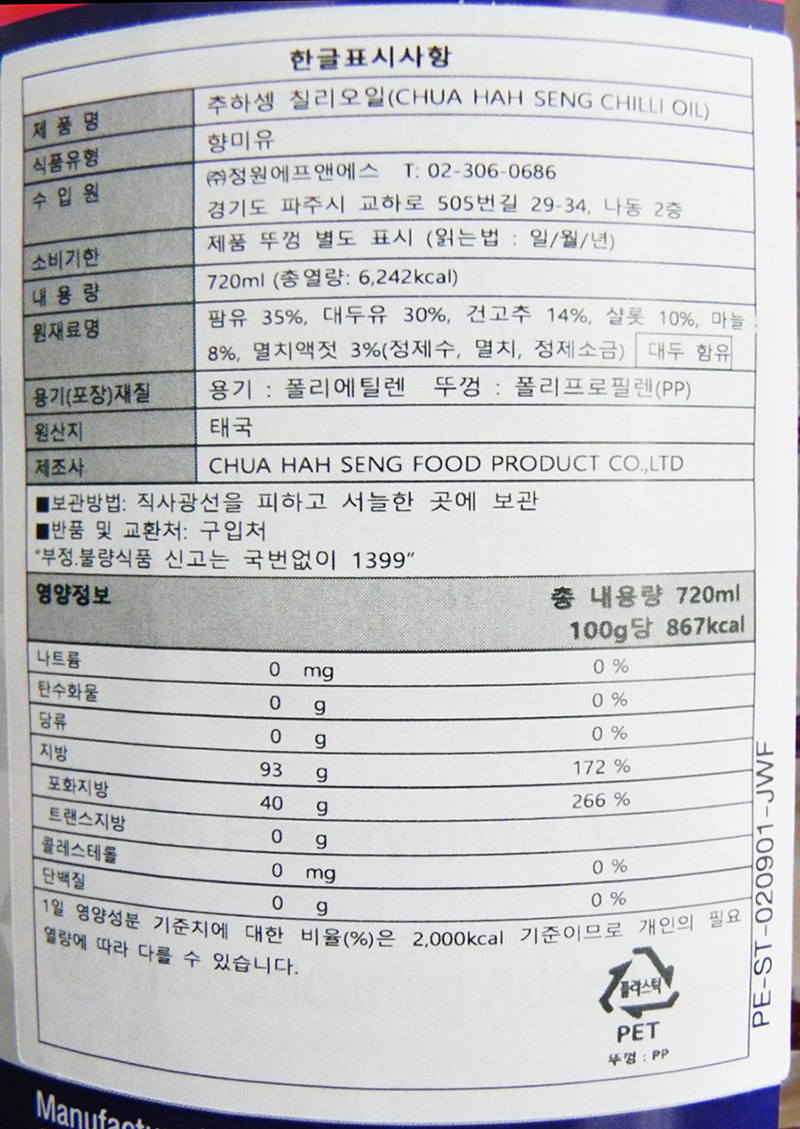 한글표시사항
제 품 명 추하셍 칠리오일(CHUA HAH SENG CHILLI OIL)
식품유형 향미유
수 입 원 ㈜정원에프앤에스 T: 02-306-0686
경기도 파주시 교하로 505번길 29-34, 나동 2층
소비기한 제품 뚜껑 별도 표시 (읽는법 : 일/월/년)
내 용 량 720ml (총열량: 6,242kcal)
원재료명 팜유 35%, 대두유 30%, 건고추 14%, 샬롯 10%, 마늘
8%, 멸치액젓 3%(정제수, 멸치, 정제소금) 대두 함유
용기(포장)재질 용기 : 폴리에틸렌 뚜껑 : 폴리프로필렌(PP)
원산지 태국
제조사 CHUA HAH SENG FOOD PRODUCT CO.,LTD
■보관방법: 직사광선을 피하고 서늘한 곳에 보관
■반품 및 교환처: 구입처
"부정.불량식품 신고는 국번없이 1399"
영양정보 총 내용량 720ml
100g당 867kcal
나트륨 0 mg 0 %
탄수화물 0 g 0 %
당류 0 g 0 %
지방 93 g 172 %
포화지방 40 g 266 %
트랜스지방 0 g
콜레스테롤 0 mg 0 %
단백질 0 g 0 %
1일 영양성분 기준치에 대한 비율(%)은 2,000kcal 기준이므로 개인의 필요
열량에 따라 다를 수 있습니다.
플라스틱
PET
뚜껑 : PP
PE-ST-020901-JWF